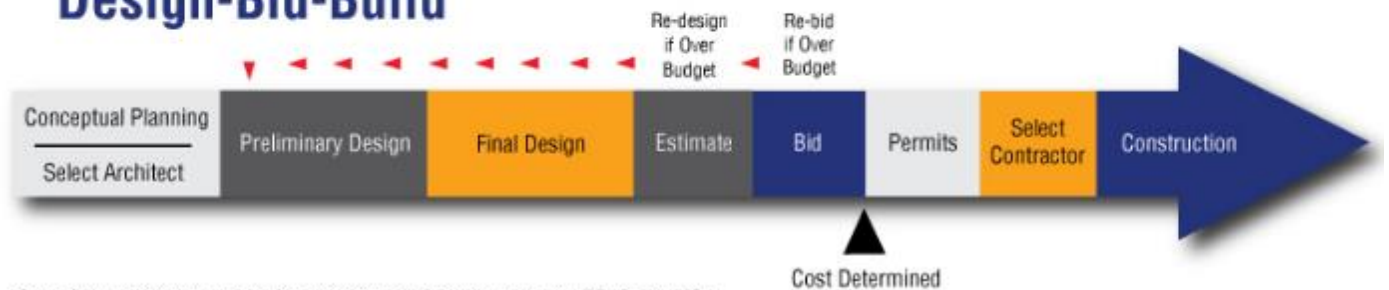 Design-Bid-Build
Re-design
if Over
Budget
Re-bid
if Over
Budget
Conceptual Planning
Select Architect
Preliminary Design
Final Design
Estimate
Bid
Permits
Select
Contractor
Construction
Cost Determined